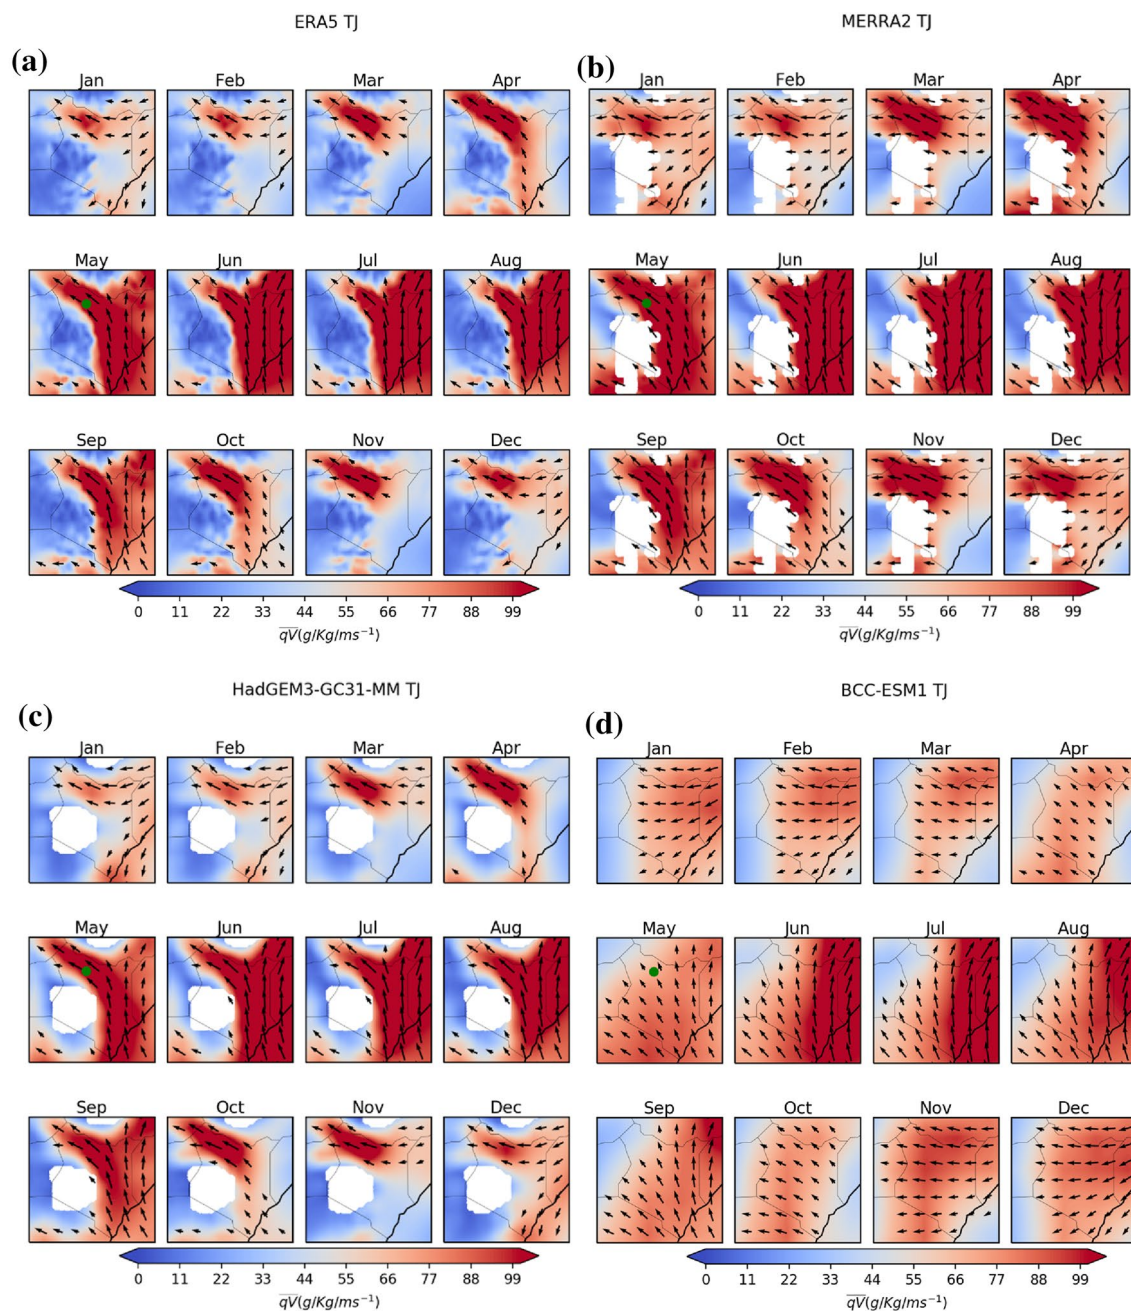 ERA5 TJ
(a)
Jan Feb Mar Apr
May Jun Jul Aug
Sep Oct Nov Dec
0 11 22 33 44 55 66 77 88 99
qV(g/Kg/ms⁻¹)
MERRA2 TJ
(b)
Jan Feb Mar Apr
May Jun Jul Aug
Sep Oct Nov Dec
0 11 22 33 44 55 66 77 88 99
qV(g/Kg/ms⁻¹)
HadGEM3-GC31-MM TJ
(c)
Jan Feb Mar Apr
May Jun Jul Aug
Sep Oct Nov Dec
0 11 22 33 44 55 66 77 88 99
qV(g/Kg/ms⁻¹)
BCC-ESM1 TJ
(d)
Jan Feb Mar Apr
May Jun Jul Aug
Sep Oct Nov Dec
0 11 22 33 44 55 66 77 88 99
qV(g/Kg/ms⁻¹)